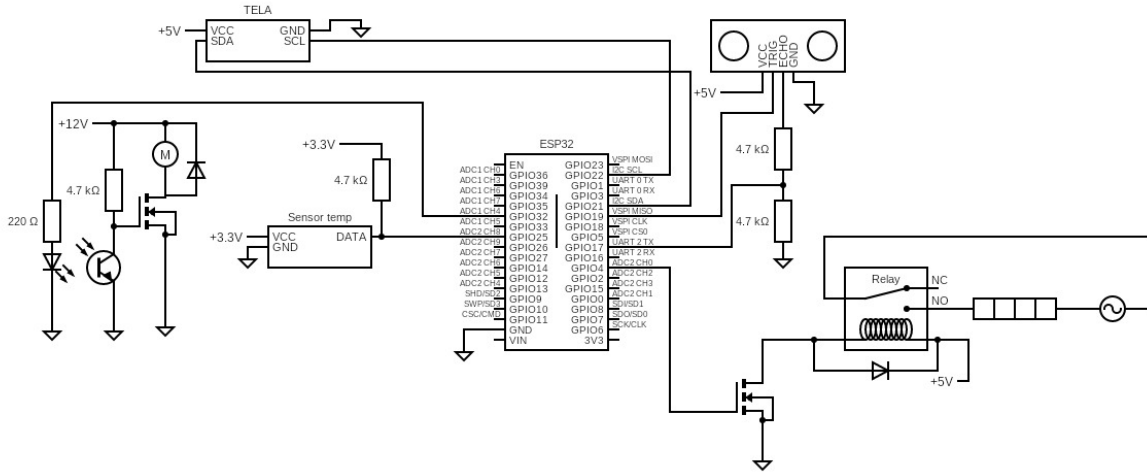 TELA
+5V
VCC
GND
SDA
SCL
VCC
TRIG
ECHO
GND
+5V
+12V
M
4.7 kΩ
220 Ω
+3.3V
4.7 kΩ
Sensor temp
+3.3V
VCC
DATA
GND
4.7 kΩ
4.7 kΩ
ESP32
EN
GPIO23
VSPI MOSI
ADC1 CH0
GPIO36
GPIO22
I2C SCL
ADC1 CH3
GPIO39
GPIO1
UART 0 TX
ADC1 CH6
GPIO34
GPIO3
UART 0 RX
ADC1 CH7
GPIO35
GPIO21
I2C SDA
ADC1 CH4
GPIO32
GPIO19
VSPI MISO
ADC1 CH5
GPIO33
GPIO18
VSPI CLK
ADC2 CH8
GPIO25
GPIO5
VSPI CS0
ADC2 CH9
GPIO26
GPIO17
UART 2 TX
ADC2 CH7
GPIO27
GPIO16
UART 2 RX
ADC2 CH6
GPIO14
GPIO4
ADC2 CH0
ADC2 CH5
GPIO12
GPIO2
ADC2 CH2
ADC2 CH4
GPIO13
GPIO15
ADC2 CH3
SHD/SD2
GPIO9
GPIO0
ADC2 CH1
SWP/SD3
GPIO10
GPIO8
SDI/SD1
CSC/CMD
GPIO11
GPIO7
SDO/SD0
GND
GPIO6
SCK/CLK
VIN
3V3
Relay
NC
NO
+5V